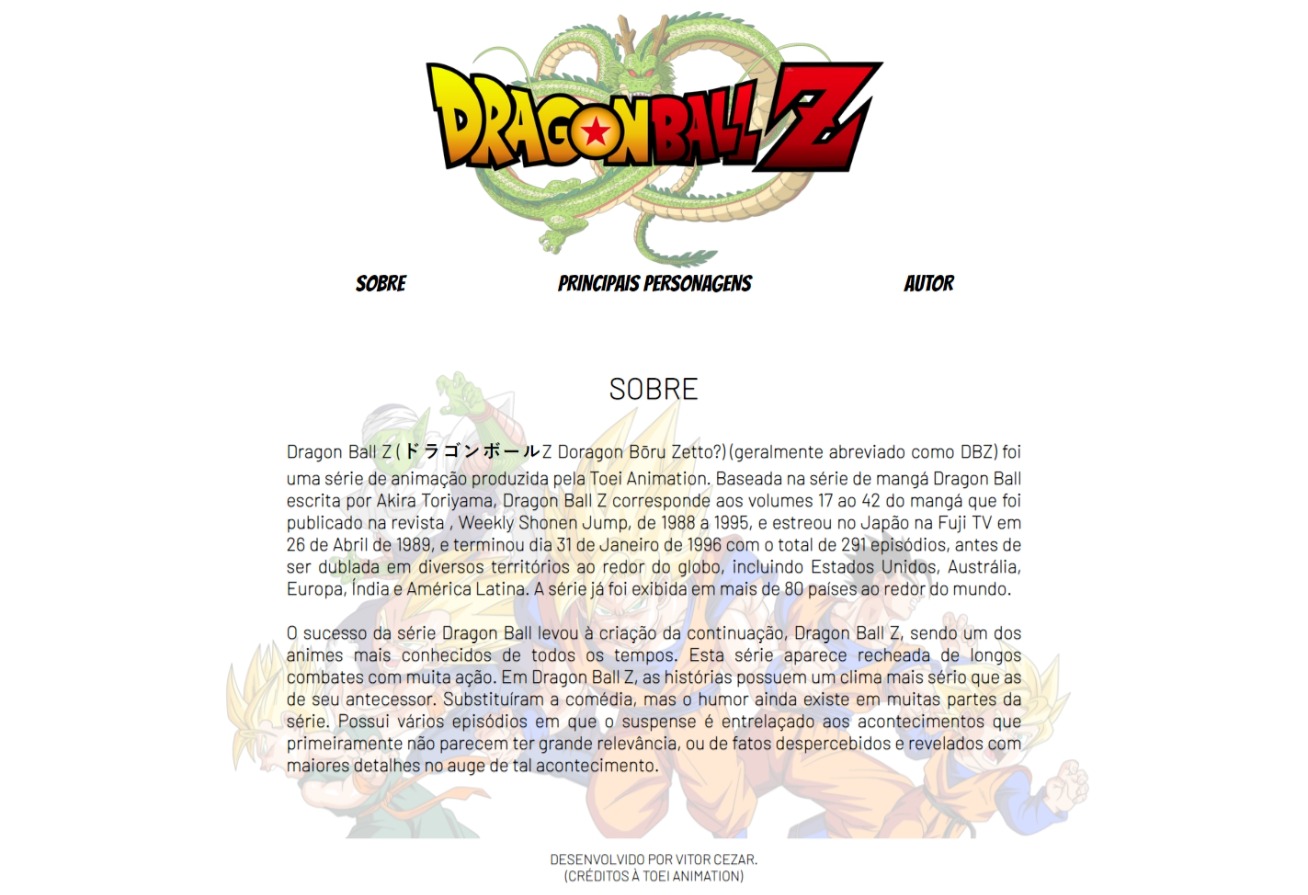 DRAGON BALL Z
SOBRE
PRINCIPAIS PERSONAGENS
AUTOR
SOBRE
Dragon Ball Z (ドラゴンボールZ Doragon Bōru Zetto?) (geralmente abreviado como DBZ) foi
uma série de animação produzida pela Toei Animation. Baseada na série de mangá Dragon Ball
escrita por Akira Toriyama, Dragon Ball Z corresponde aos volumes 17 ao 42 do mangá que foi
publicado na revista , Weekly Shonen Jump, de 1988 a 1995, e estreou no Japão na Fuji TV em
26 de Abril de 1989, e terminou dia 31 de Janeiro de 1996 com o total de 291 episódios, antes de
ser dublada em diversos territórios ao redor do globo, incluindo Estados Unidos, Austrália,
Europa, Índia e América Latina. A série já foi exibida em mais de 80 países ao redor do mundo.
O sucesso da série Dragon Ball levou à criação da continuação, Dragon Ball Z, sendo um dos
animes mais conhecidos de todos os tempos. Esta série aparece recheada de longos
combates com muita ação. Em Dragon Ball Z, as histórias possuem um clima mais sério que as
de seu antecessor. Substituíram a comédia, mas o humor ainda existe em muitas partes da
série. Possui vários episódios em que o suspense é entrelaçado aos acontecimentos que
primeiramente não parecem ter grande relevância, ou de fatos despercebidos e revelados com
maiores detalhes no auge de tal acontecimento.
DESENVOLVIDO POR VITOR CEZAR.
(CRÉDITOS À TOEI ANIMATION)